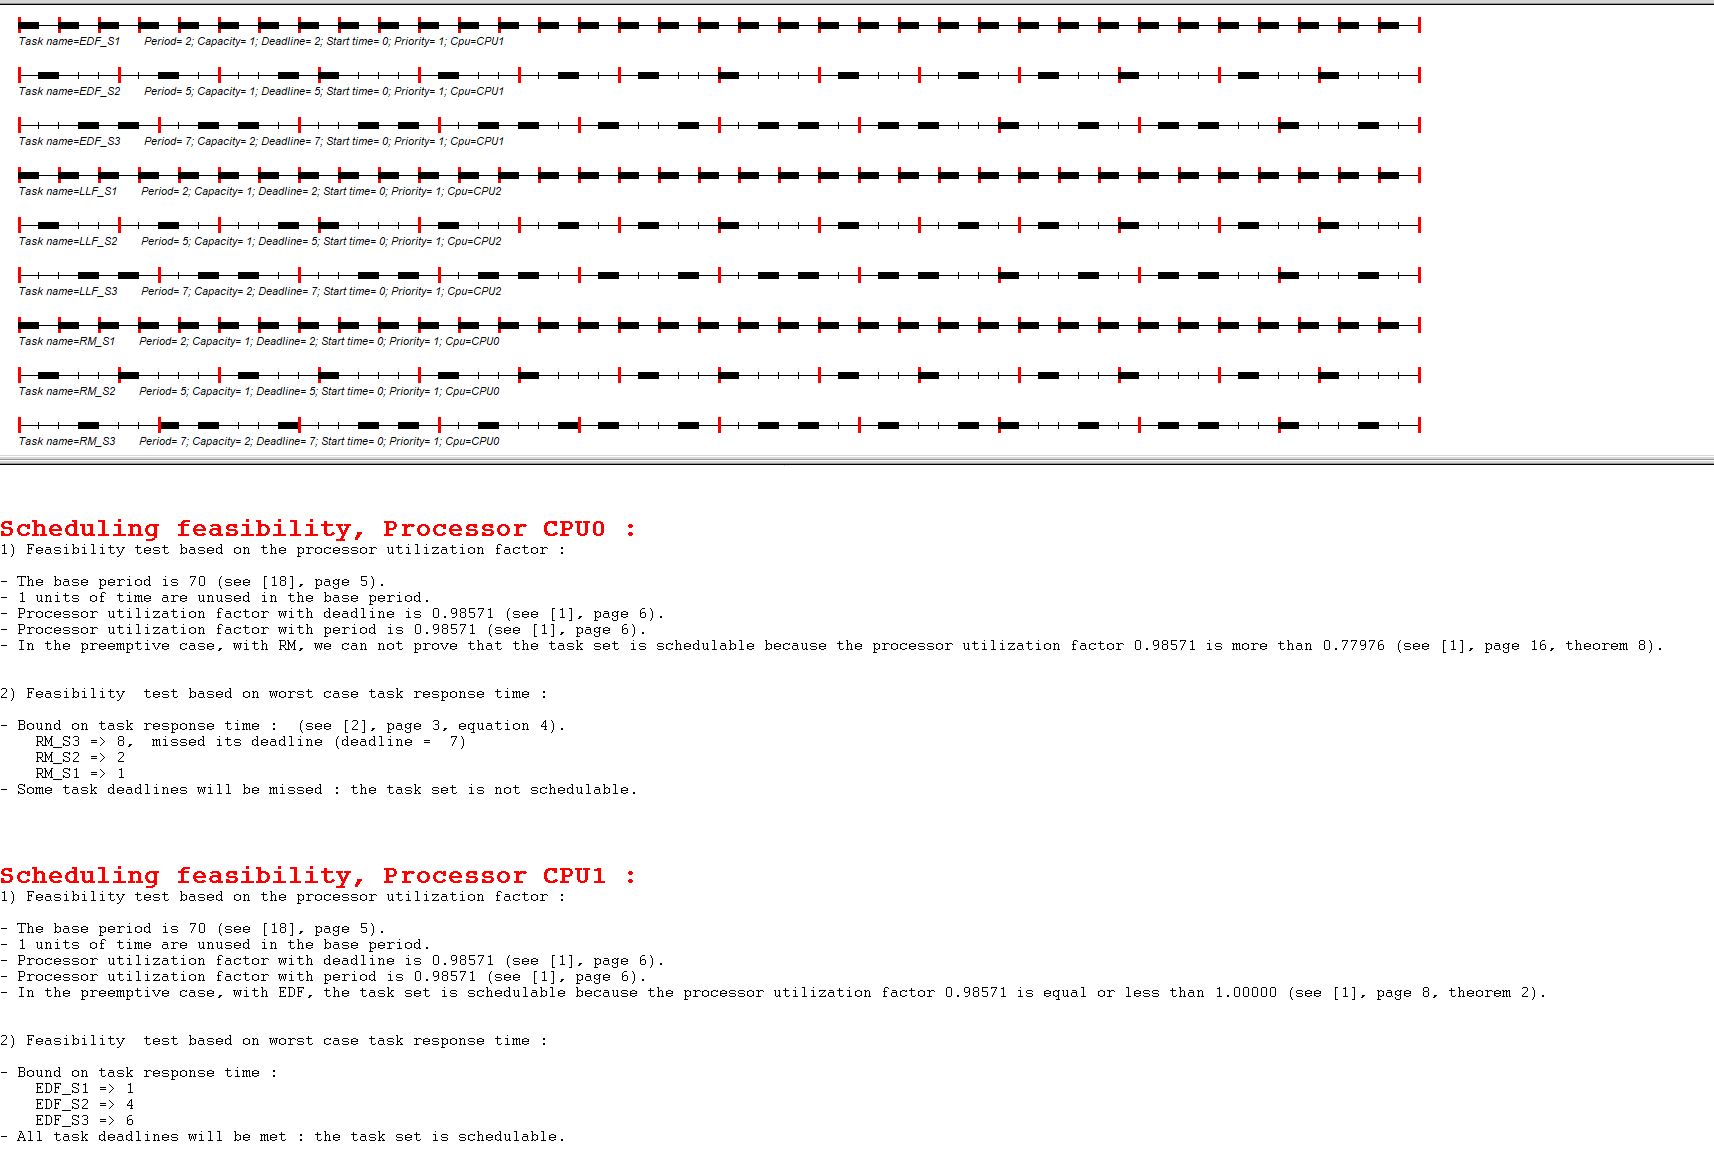 Task name=EDF_S1 Period= 2; Capacity= 1; Deadline= 2; Start time= 0; Priority= 1; Cpu=CPU1
Task name=EDF_S2 Period= 5; Capacity= 1; Deadline= 5; Start time= 0; Priority= 1; Cpu=CPU1
Task name=EDF_S3 Period= 7; Capacity= 2; Deadline= 7; Start time= 0; Priority= 1; Cpu=CPU1
Task name=LLF_S1 Period= 2; Capacity= 1; Deadline= 2; Start time= 0; Priority= 1; Cpu=CPU2
Task name=LLF_S2 Period= 5; Capacity= 1; Deadline= 5; Start time= 0; Priority= 1; Cpu=CPU2
Task name=LLF_S3 Period= 7; Capacity= 2; Deadline= 7; Start time= 0; Priority= 1; Cpu=CPU2
Task name=RM_S1 Period= 2; Capacity= 1; Deadline= 2; Start time= 0; Priority= 1; Cpu=CPU0
Task name=RM_S2 Period= 5; Capacity= 1; Deadline= 5; Start time= 0; Priority= 1; Cpu=CPU0
Task name=RM_S3 Period= 7; Capacity= 2; Deadline= 7; Start time= 0; Priority= 1; Cpu=CPU0
Scheduling feasibility, Processor CPU0 :
1) Feasibility test based on the processor utilization factor :
- The base period is 70 (see [18], page 5).
- 1 units of time are unused in the base period.
- Processor utilization factor with deadline is 0.98571 (see [1], page 6).
- Processor utilization factor with period is 0.98571 (see [1], page 6).
- In the preemptive case, with RM, we can not prove that the task set is schedulable because the processor utilization factor 0.98571 is more than 0.77976 (see [1], page 16, theorem 8).
2) Feasibility test based on worst case task response time :
- Bound on task response time : (see [2], page 3, equation 4).
RM_S3 => 8, missed its deadline (deadline = 7)
RM_S2 => 2
RM_S1 => 1
- Some task deadlines will be missed : the task set is not schedulable.
Scheduling feasibility, Processor CPU1 :
1) Feasibility test based on the processor utilization factor :
- The base period is 70 (see [18], page 5).
- 1 units of time are unused in the base period.
- Processor utilization factor with deadline is 0.98571 (see [1], page 6).
- Processor utilization factor with period is 0.98571 (see [1], page 6).
- In the preemptive case, with EDF, the task set is schedulable because the processor utilization factor 0.98571 is equal or less than 1.00000 (see [1], page 8, theorem 2).
2) Feasibility test based on worst case task response time :
- Bound on task response time :
EDF_S1 => 1
EDF_S2 => 4
EDF_S3 => 6
- All task deadlines will be met : the task set is schedulable.